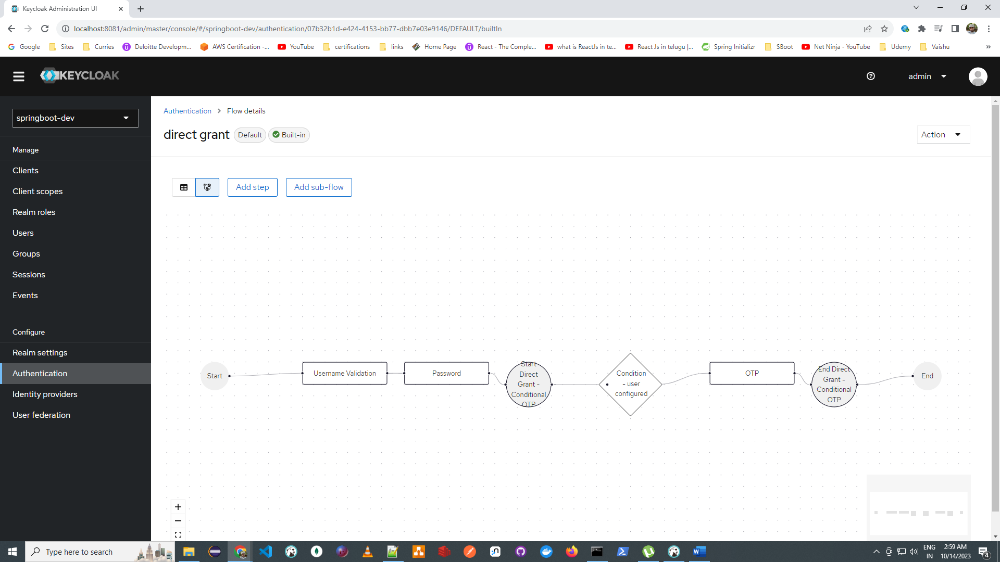 Keycloak Administration UI
localhost:8081/admin/master/console/#/springboot-dev/authentication/07b32b1d-e424-4153-bb77-dbb7e03e9146/DEFAULT/builtIn
Google Sites Curries Deloitte Developm... AWS Certification -... YouTube certifications links Home Page React - The Comple... what is ReactJs in te... React Js in telugu |... Spring Initializr SBoot Net Ninja - YouTube Udemy Vaishu »
KEYCLOAK
admin
springboot-dev
Manage
Clients
Client scopes
Realm roles
Users
Groups
Sessions
Events
Configure
Realm settings
Authentication
Identity providers
User federation
Authentication > Flow details
direct grant Default Built-in
Action
Add step Add sub-flow
Start
Username Validation
Password
Start
Direct
Grant -
Conditional
OTP
Condition
- user
configured
OTP
End Direct
Grant -
Conditional
OTP
End
Type here to search
ENG
IN
2:59 AM
10/14/2023
4